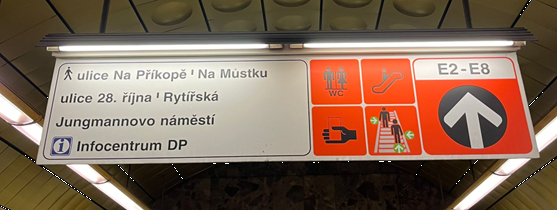 ulice Na Příkopě ı Na Můstku
ulice 28. října ı Rytířská
Jungmannovo náměstí
i Infocentrum DP
WC
E2-E8